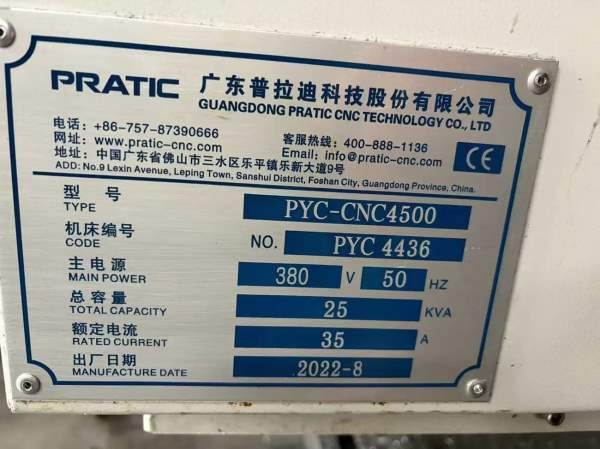 PRATIC 广东普拉迪科技股份有限公司
GUANGDONG PRATIC CNC TECHNOLOGY CO., LTD
电话: +86-757-87390666 客服热线: 400-888-1136
网址: www.pratic-cnc.com Email: info@pratic-cnc.com
地址: 中国广东省佛山市三水区乐平镇乐新大道9号
ADD: No.9 Lexin Avenue, Leping Town, Sanshui District, Foshan City, Guangdong Province, China.
CE
型 号 PYC-CNC4500
TYPE
机床编号 NO. PYC 4436
CODE
主电源 380 V 50 HZ
MAIN POWER
总容量 25 KVA
TOTAL CAPACITY
额定电流 35 A
RATED CURRENT
出厂日期 2022-8
MANUFACTURE DATE